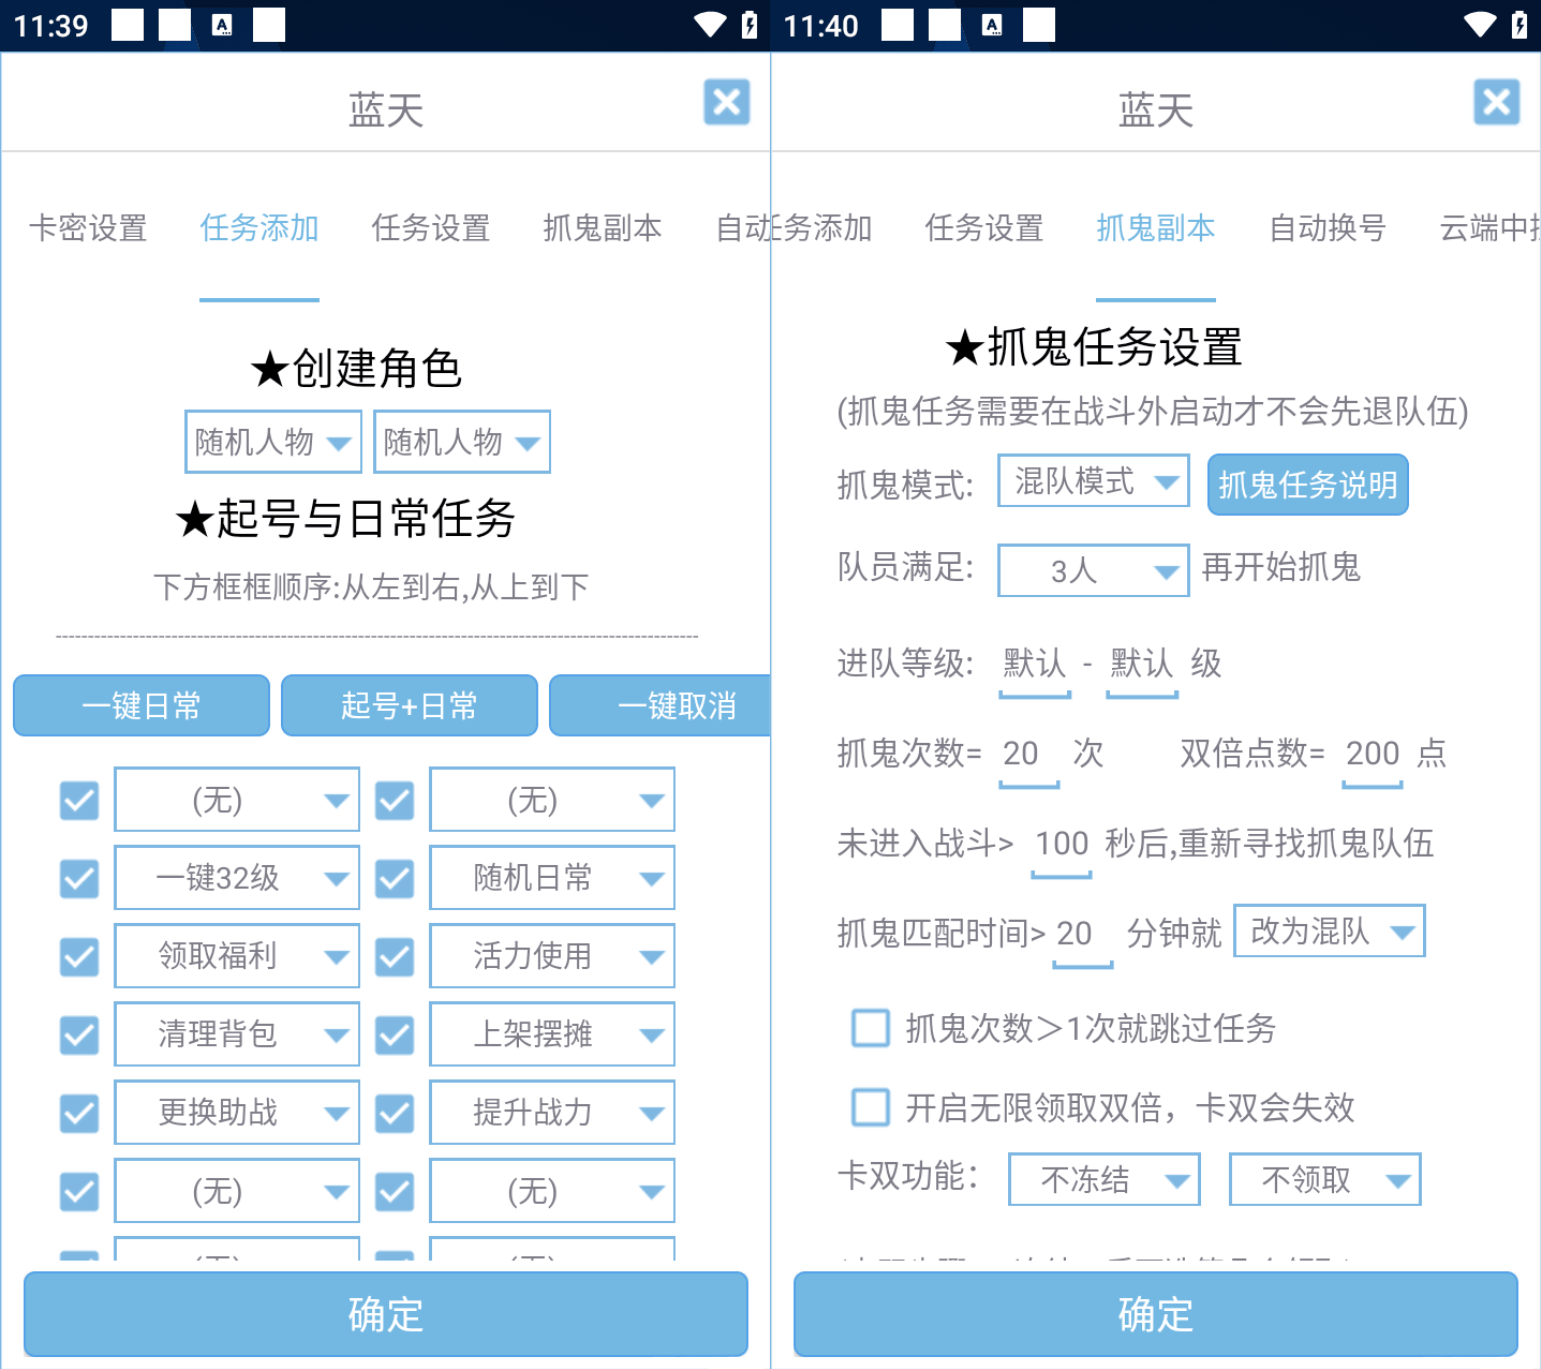 11:39
蓝天
卡密设置 任务添加 任务设置 抓鬼副本 自动
★创建角色
随机人物 随机人物
★起号与日常任务
下方框框顺序:从左到右,从上到下
一键日常 起号+日常 一键取消
(无) (无)
一键32级 随机日常
领取福利 活力使用
清理背包 上架摆摊
更换助战 提升战力
(无) (无)
确定
11:40
蓝天
任务添加 任务设置 抓鬼副本 自动换号 云端中控
★抓鬼任务设置
(抓鬼任务需要在战斗外启动才不会先退队伍)
抓鬼模式: 混队模式 抓鬼任务说明
队员满足: 3人 再开始抓鬼
进队等级: 默认 - 默认 级
抓鬼次数= 20 次 双倍点数= 200 点
未进入战斗> 100 秒后,重新寻找抓鬼队伍
抓鬼匹配时间> 20 分钟就 改为混队
抓鬼次数＞1次就跳过任务
开启无限领取双倍，卡双会失效
卡双功能： 不冻结 不领取
确定